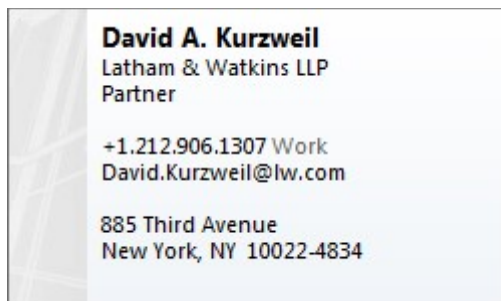 David A. Kurzweil
Latham & Watkins LLP
Partner
+1.212.906.1307 Work
David.Kurzweil@lw.com
885 Third Avenue
New York, NY 10022-4834